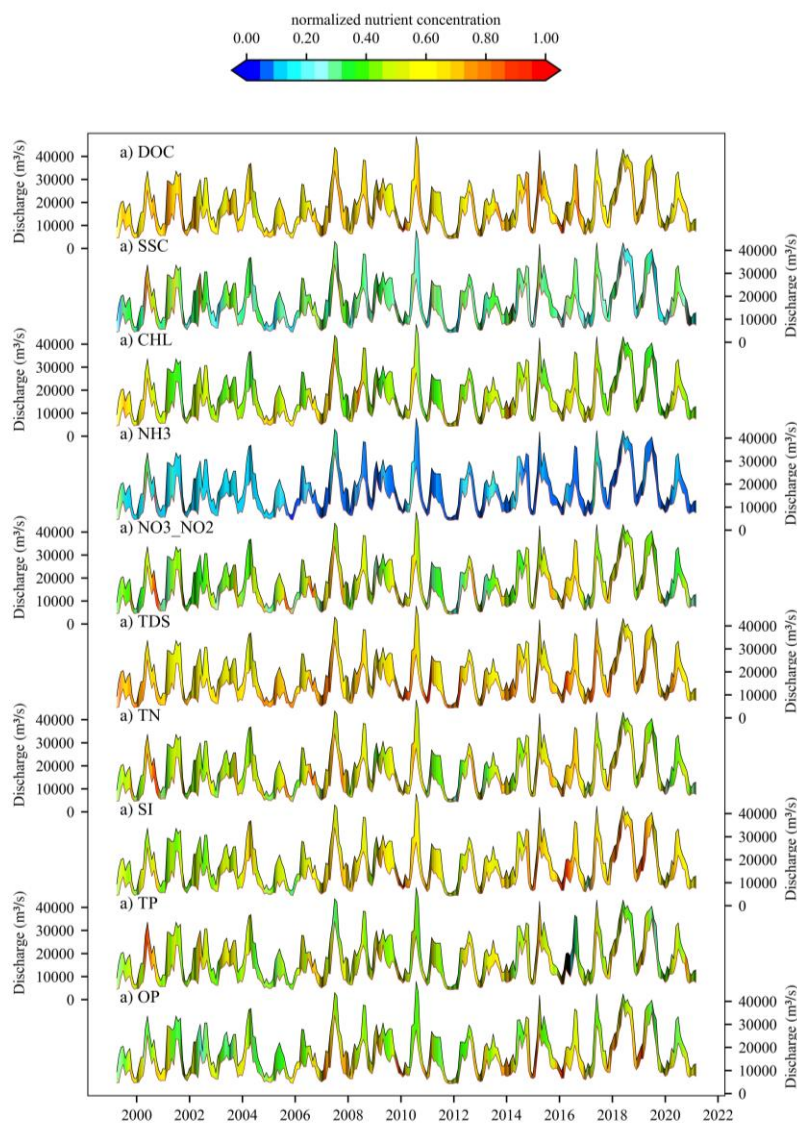 normalized nutrient concentration
0.00 0.20 0.40 0.60 0.80 1.00
a) DOC
40000
30000
20000
10000
0
Discharge (m³/s)
a) SSC
40000
30000
20000
10000
0
Discharge (m³/s)
a) CHL
40000
30000
20000
10000
0
Discharge (m³/s)
a) NH3
40000
30000
20000
10000
0
Discharge (m³/s)
a) NO3_NO2
40000
30000
20000
10000
0
Discharge (m³/s)
a) TDS
40000
30000
20000
10000
0
Discharge (m³/s)
a) TN
40000
30000
20000
10000
0
Discharge (m³/s)
a) SI
40000
30000
20000
10000
0
Discharge (m³/s)
a) TP
40000
30000
20000
10000
0
Discharge (m³/s)
a) OP
40000
30000
20000
10000
0
Discharge (m³/s)
2000 2002 2004 2006 2008 2010 2012 2014 2016 2018 2020 2022